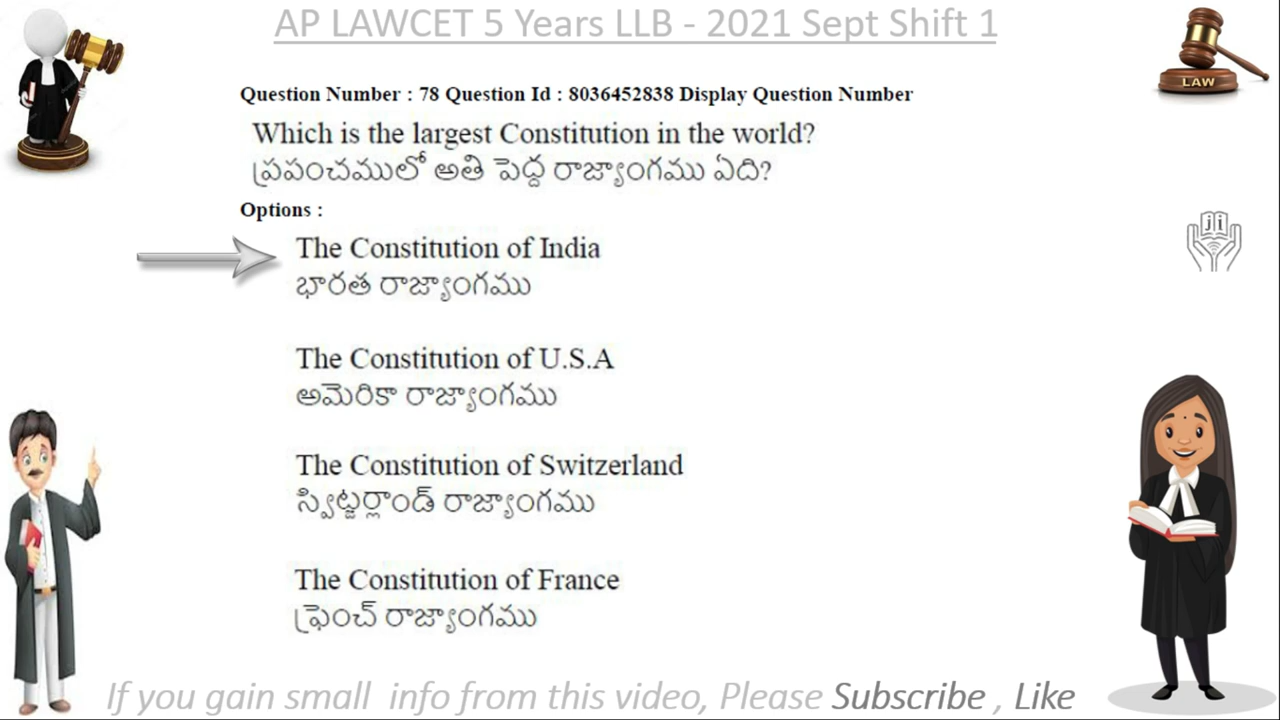 AP LAWCET 5 Years LLB - 2021 Sept Shift 1
LAW
Question Number : 78 Question Id : 8036452838 Display Question Number
Which is the largest Constitution in the world?
ప్రపంచములో అతి పెద్ద రాజ్యాంగము ఏది?
Options :
The Constitution of India
భారత రాజ్యాంగము
ji
The Constitution of U.S.A
అమెరికా రాజ్యాంగము
The Constitution of Switzerland
స్విట్జర్లాండ్ రాజ్యాంగము
The Constitution of France
ఫ్రెంచ్ రాజ్యాంగము
If you gain small info from this video, Please Subscribe , Like